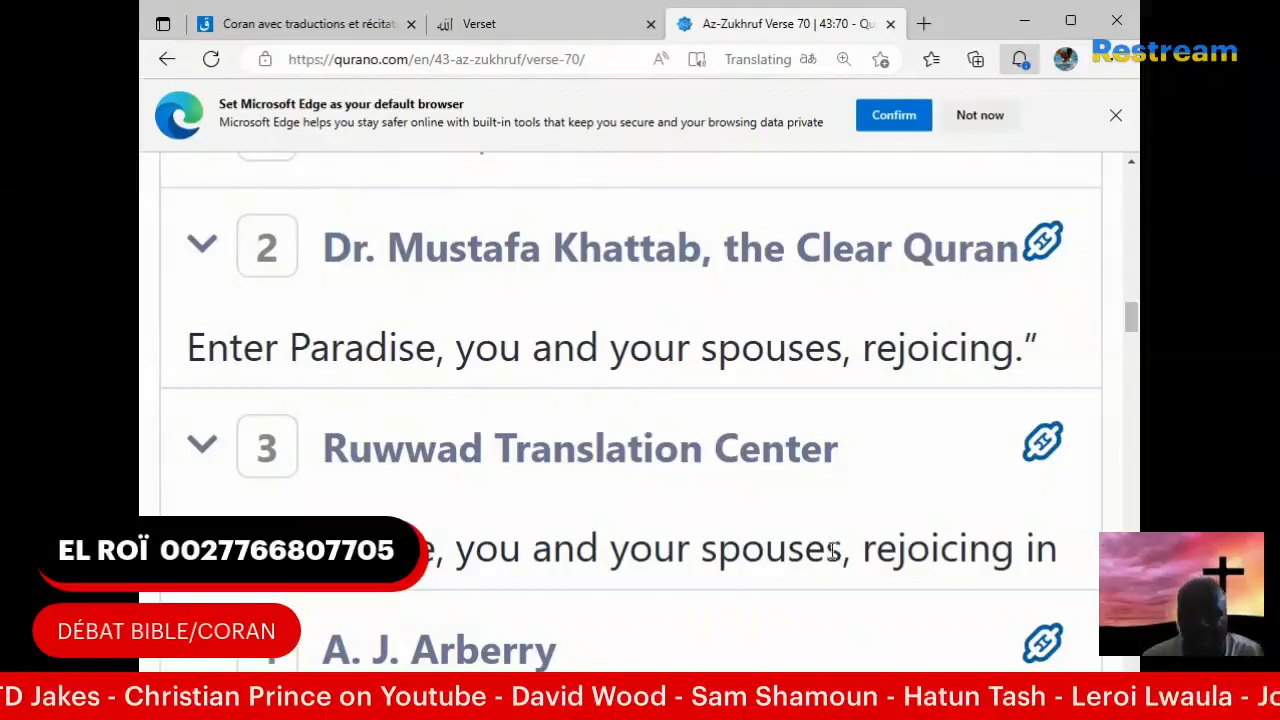 Coran avec traductions et récitat
Verset
Az-Zukhruf Verse 70 | 43:70 - Qu
https://qurano.com/en/43-az-zukhruf/verse-70/
Translating
Restream
Set Microsoft Edge as your default browser
Microsoft Edge helps you stay safer online with built-in tools that keep you secure and your browsing data private
Confirm
Not now
2
Dr. Mustafa Khattab, the Clear Quran
Enter Paradise, you and your spouses, rejoicing.”
3
Ruwwad Translation Center
e, you and your spouses, rejoicing in
A. J. Arberry
EL ROÏ 0027766807705
DÉBAT BIBLE/CORAN
TD Jakes - Christian Prince on Youtube - David Wood - Sam Shamoun - Hatun Tash - Leroi Lwaula - Jo